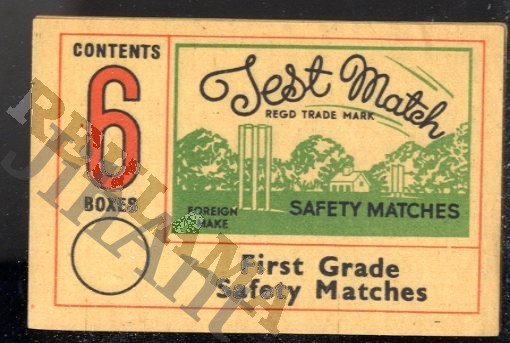 CONTENTS
6
BOXES
Test Match
REGD TRADE MARK
FOREIGN
MAKE
SAFETY MATCHES
First Grade
Safety Matches